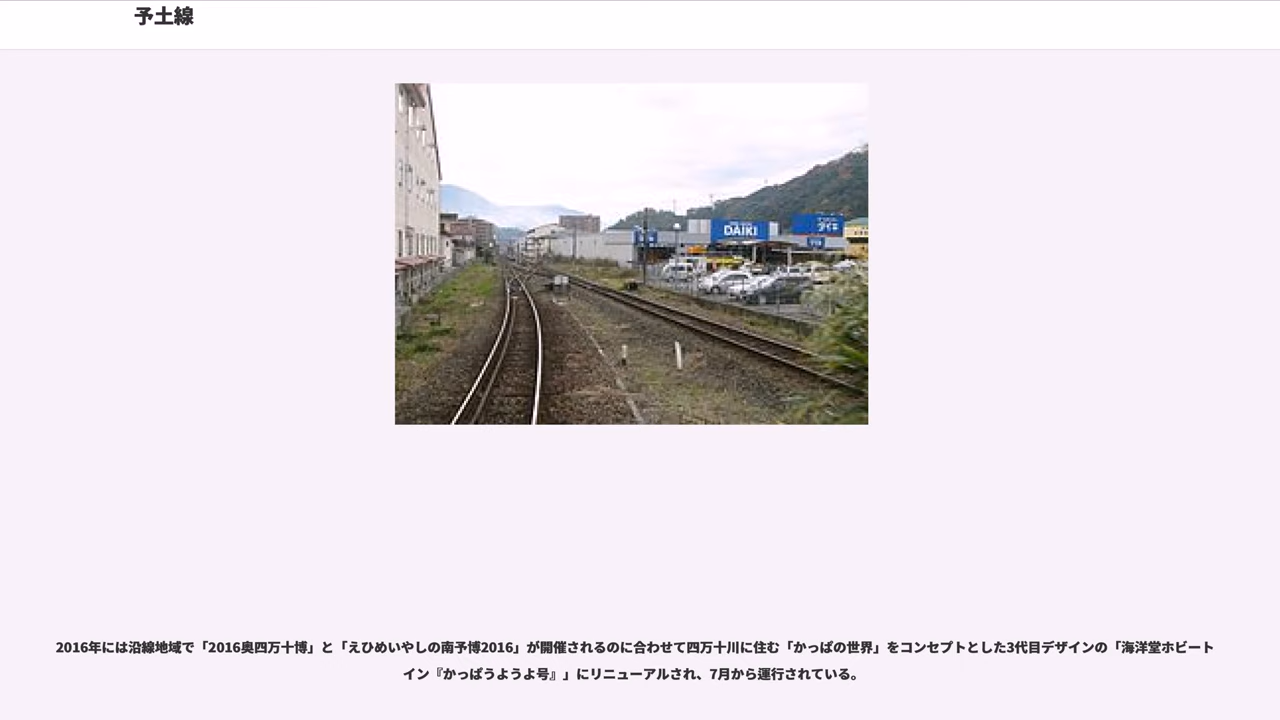 予土線
DAIKI
ダイキ
2016年には沿線地域で「2016奥四万十博」と「えひめいやしの南予博2016」が開催されるのに合わせて四万十川に住む「かっぱの世界」をコンセプトとした3代目デザインの「海洋堂ホビート
イン『かっぱうようよ号』」にリニューアルされ、7月から運行されている。